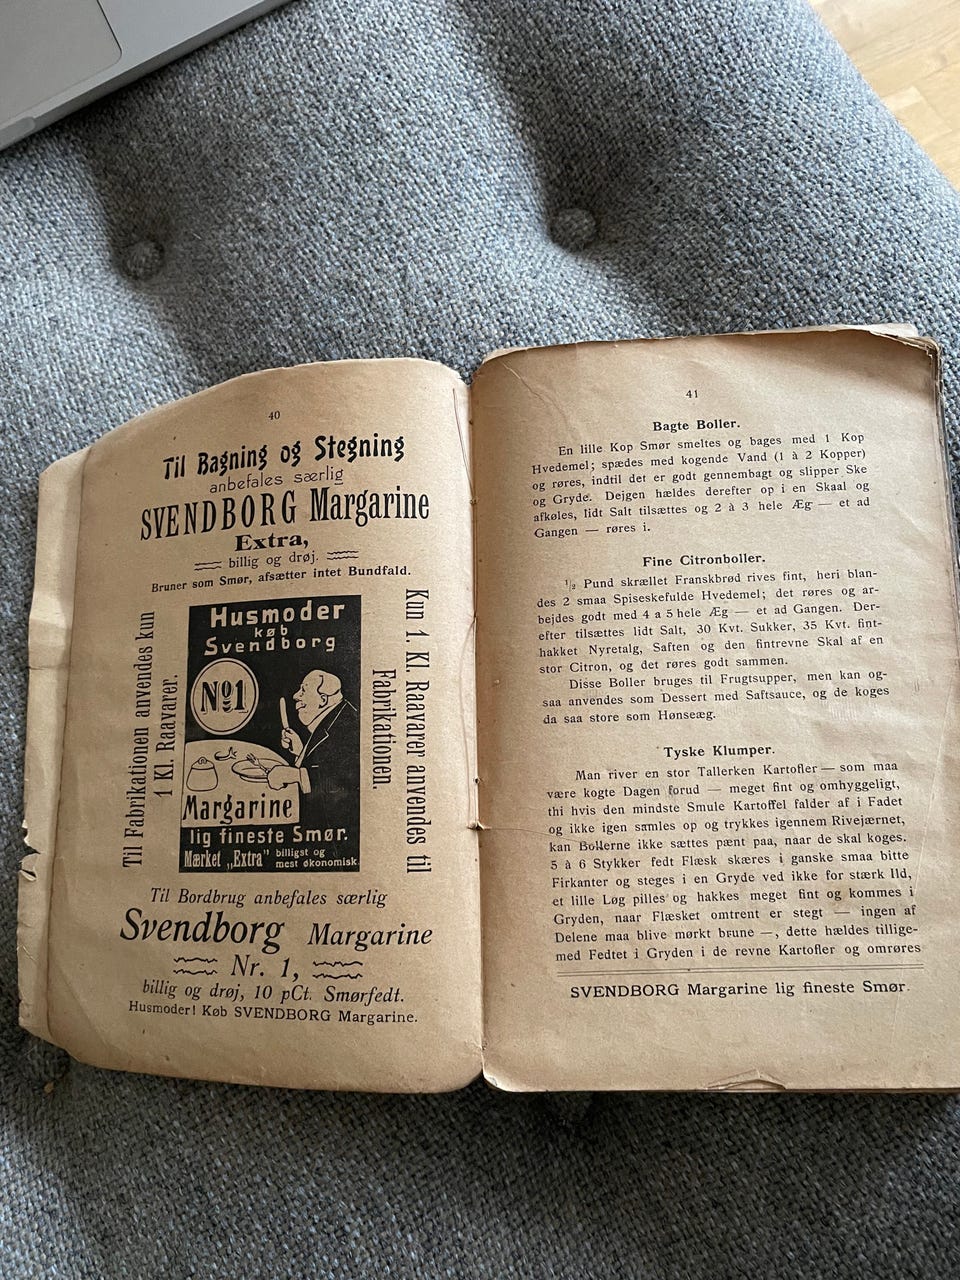 40
Til Bagning og Stegning
anbefales særlig
SVENDBORG Margarine
Extra,
billig og drøj.
Bruner som Smør, afsætter intet Bundfald.
Til Fabrikationen anvendes kun
1 Kl. Raavarer.
Husmoder
køb
Svendborg
No1
Margarine
lig fineste Smør.
Mærket „Extra" billigst og
mest økonomisk.
Kun 1. Kl. Raavarer anvendes til
Fabrikationen.
Til Bordbrug anbefales særlig
Svendborg Margarine
Nr. 1,
billig og drøj, 10 pCt. Smørfedt.
Husmoder! Køb SVENDBORG Margarine.
41
Bagte Boller.
En lille Kop Smør smeltes og bages med 1 Kop
Hvedemel; spædes med kogende Vand (1 à 2 Kopper)
og røres, indtil det er godt gennembagt og slipper Ske
og Gryde. Dejgen hældes derefter op i en Skaal og
afkøles, lidt Salt tilsættes og 2 à 3 hele Æg — et ad
Gangen — røres i.
Fine Citronboller.
1/2 Pund skrællet Franskbrød rives fint, heri blan-
des 2 smaa Spiseskefulde Hvedemel; det røres og ar-
bejdes godt med 4 a 5 hele Æg — et ad Gangen. Der-
efter tilsættes lidt Salt, 30 Kvt. Sukker, 35 Kvt. fint-
hakket Nyretalg, Saften og den fintrevne Skal af en
stor Citron, og det røres godt sammen.
Disse Boller bruges til Frugtsupper, men kan og-
saa anvendes som Dessert med Saftsauce, og de koges
da saa store som Hønseæg.
Tyske Klumper.
Man river en stor Tallerken Kartofler — som maa
være kogte Dagen forud — meget fint og omhyggeligt,
thi hvis den mindste Smule Kartoffel falder af i Fadet
og ikke igen samles op og trykkes igennem Rivejærnet,
kan Bollerne ikke sættes pænt paa, naar de skal koges.
5 à 6 Stykker fedt Flæsk skæres i ganske smaa bitte
Firkanter og steges i en Gryde ved ikke for stærk Ild,
et lille Løg pilles og hakkes meget fint og kommes i
Gryden, naar Flæsket omtrent er stegt — ingen af
Delene maa blive mørkt brune —, dette hældes tillige-
med Fedtet i Gryden i de revne Kartofler og omrøres
SVENDBORG Margarine lig fineste Smør.